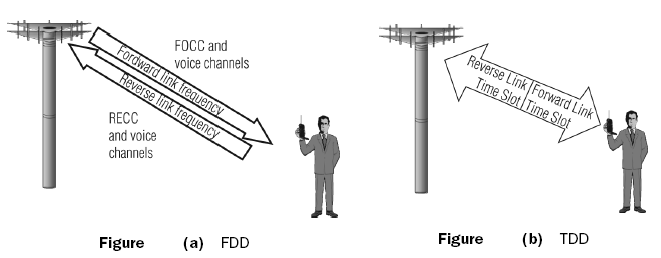 FOCC and
voice channels
Fordward link frequency
Reverse link frequency
RECC
and voice
channels
Figure (a) FDD
Reverse Link
Time Slot
Forward Link
Time Slot
Figure (b) TDD